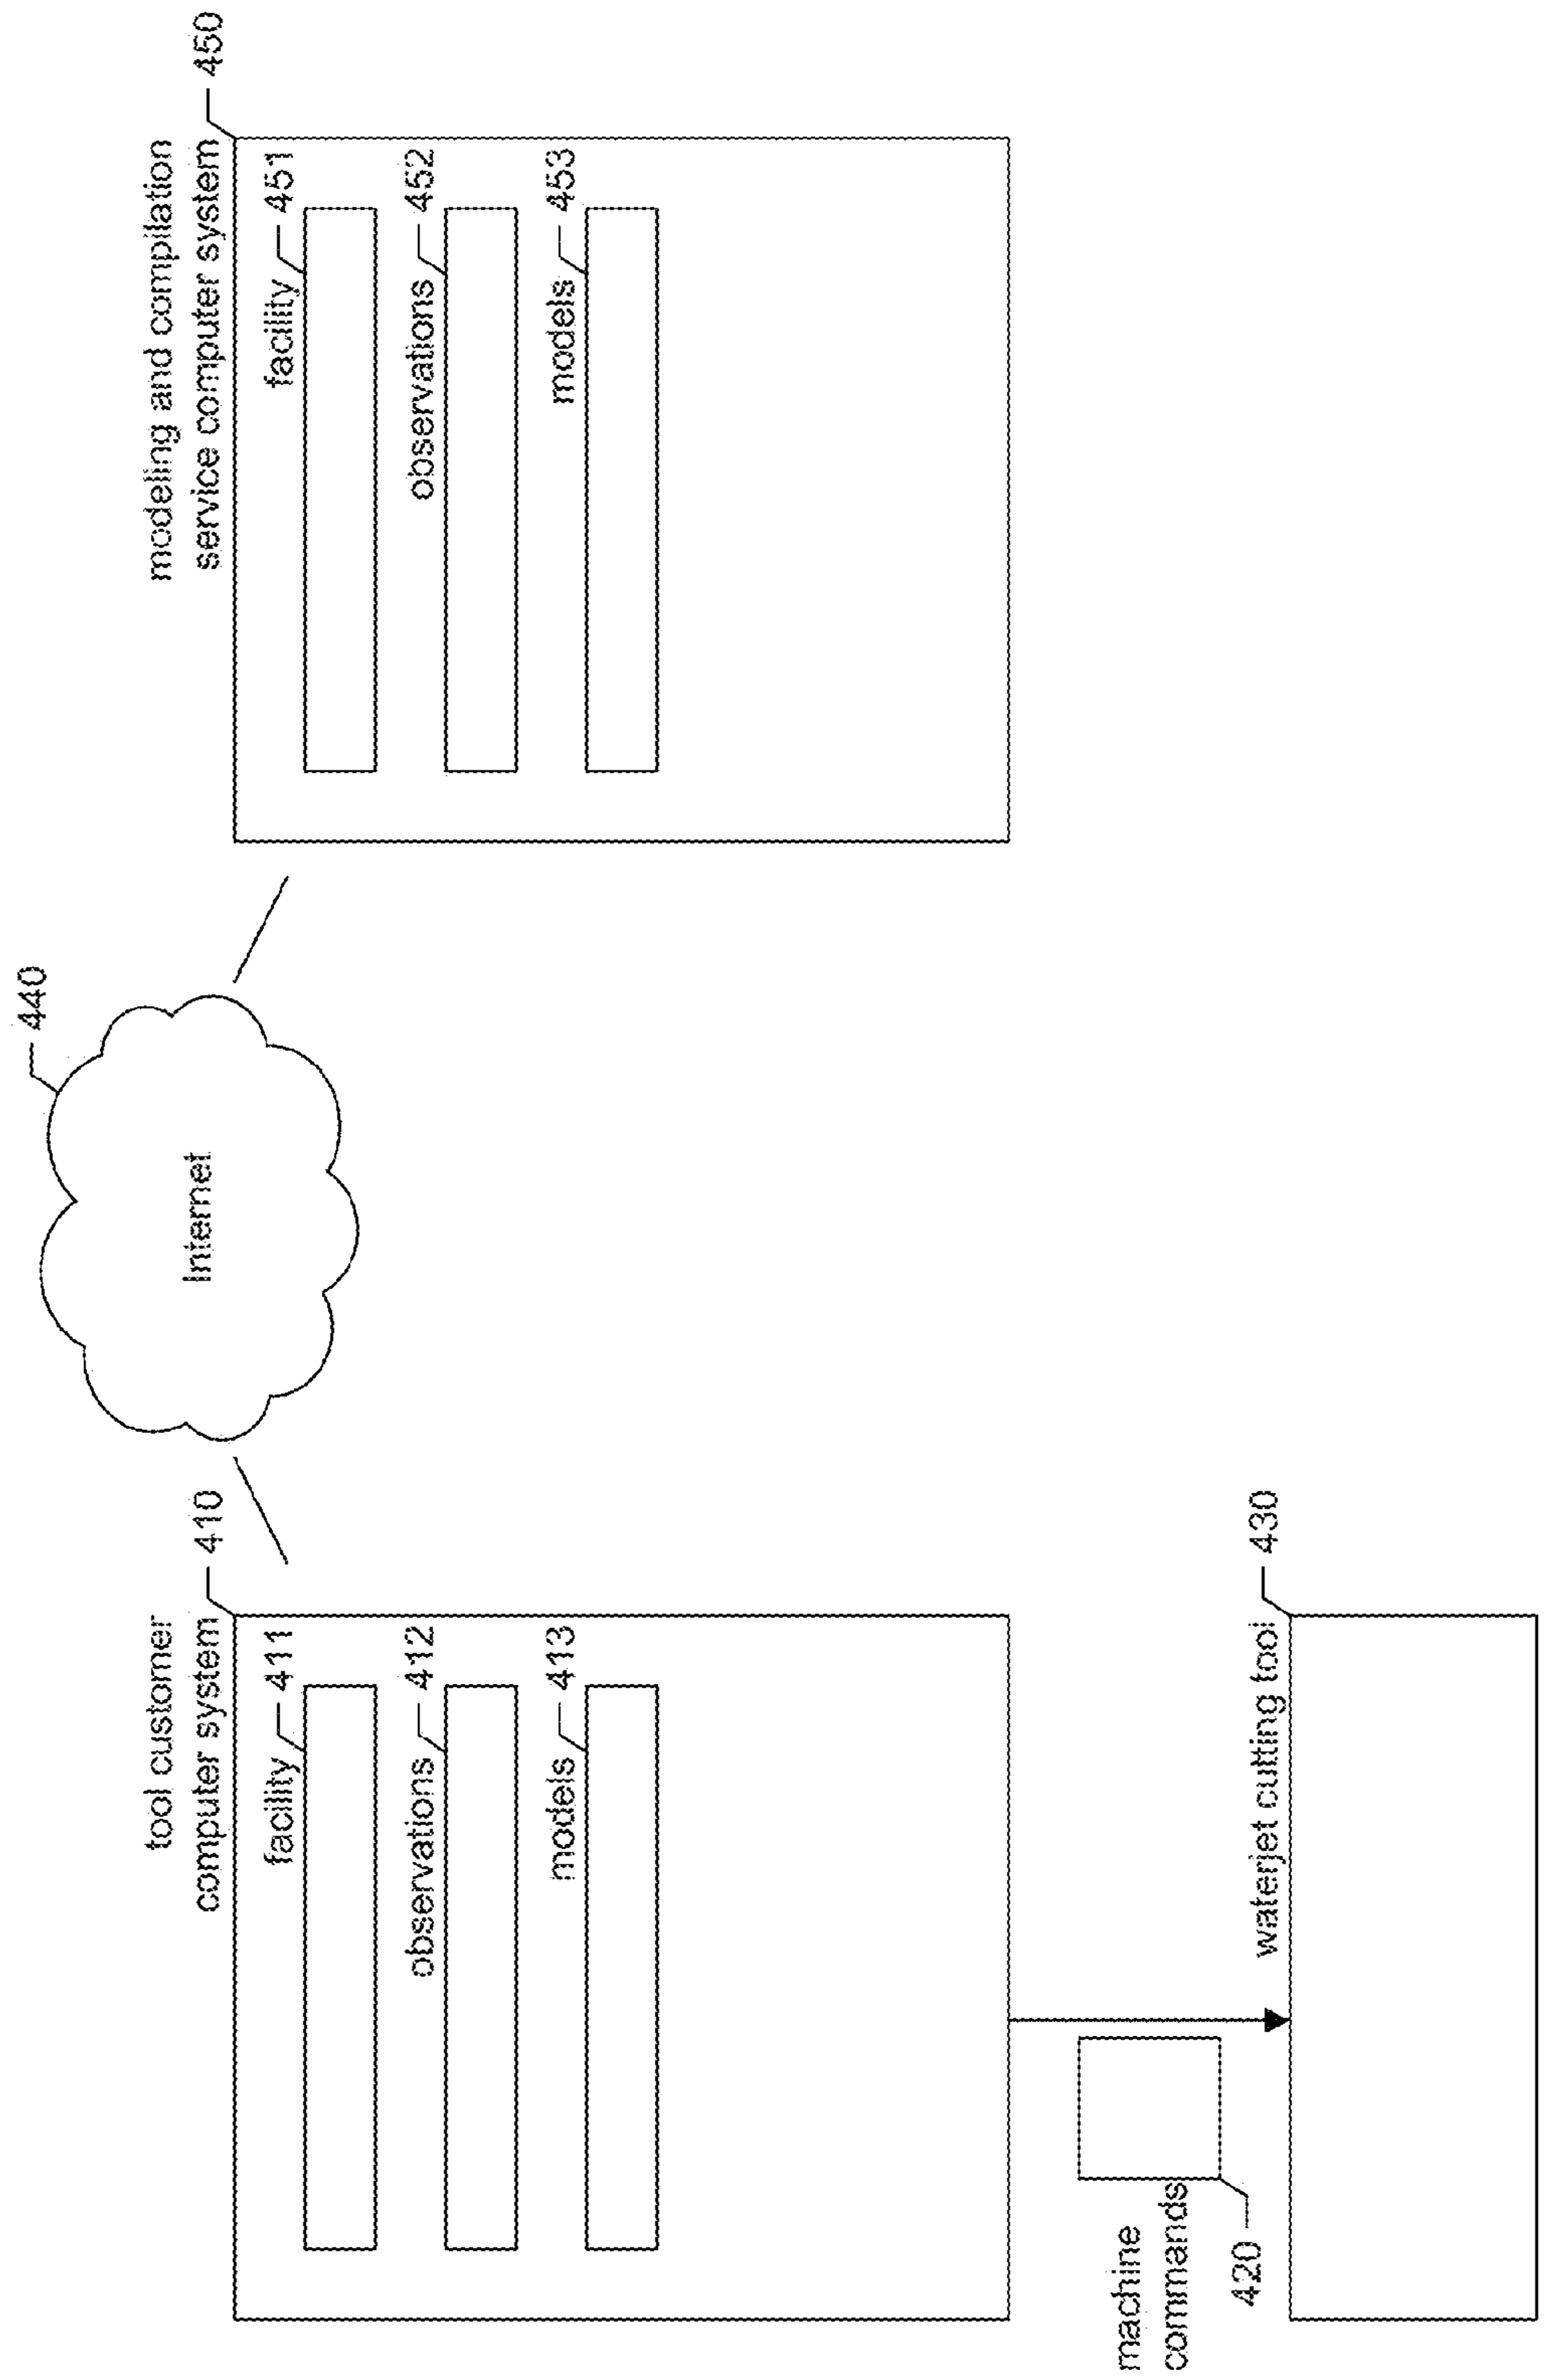 440
Internet
tool customer
computer system
410
facility
411
observations
412
models
413
modeling and compilation
service computer system
450
facility
451
observations
452
models
453
machine
commands
420
waterjet cutting tool
430